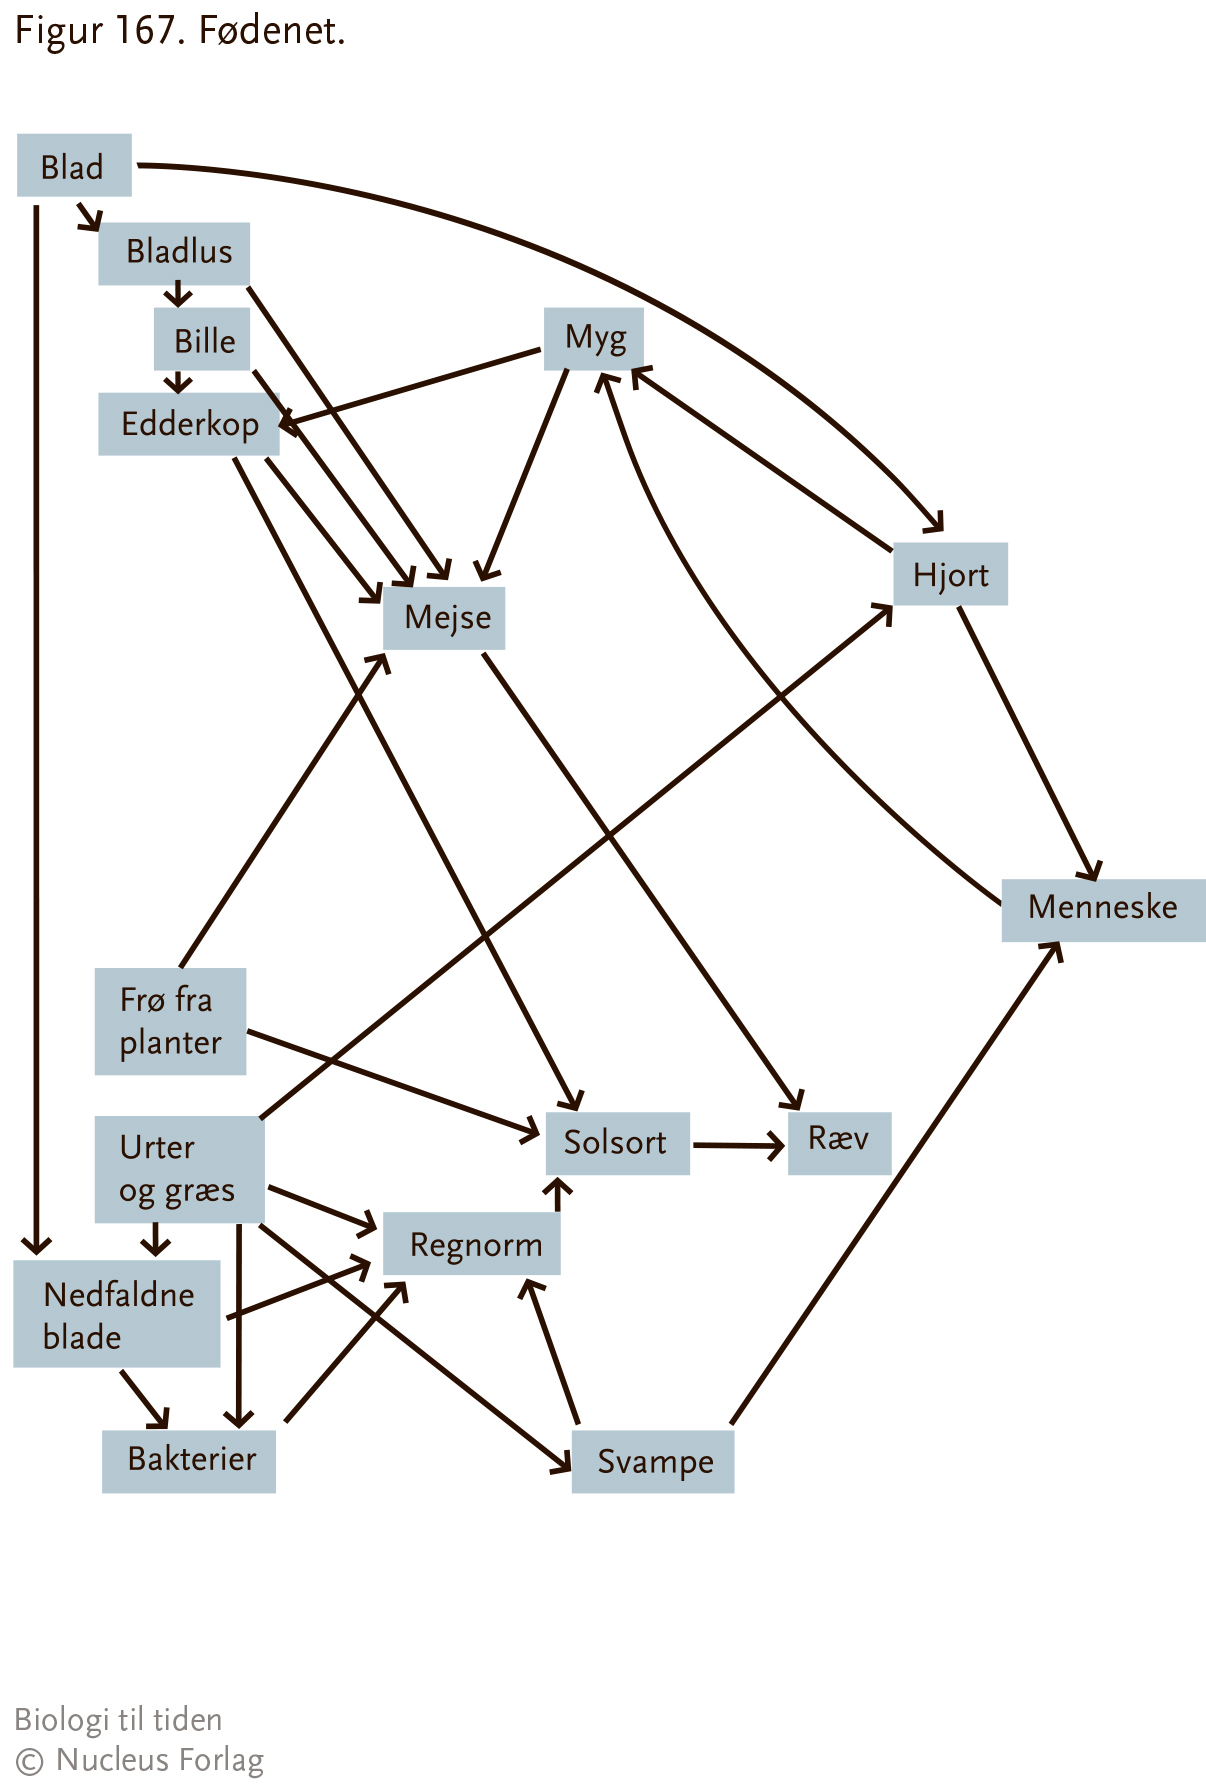 Figur 167. Fødenet.
Blad
Bladlus
Bille
Myg
Edderkop
Hjort
Mejse
Menneske
Frø fra
planter
Urter
og græs
Solsort
Ræv
Regnorm
Nedfaldne
blade
Bakterier
Svampe
Biologi til tiden
© Nucleus Forlag